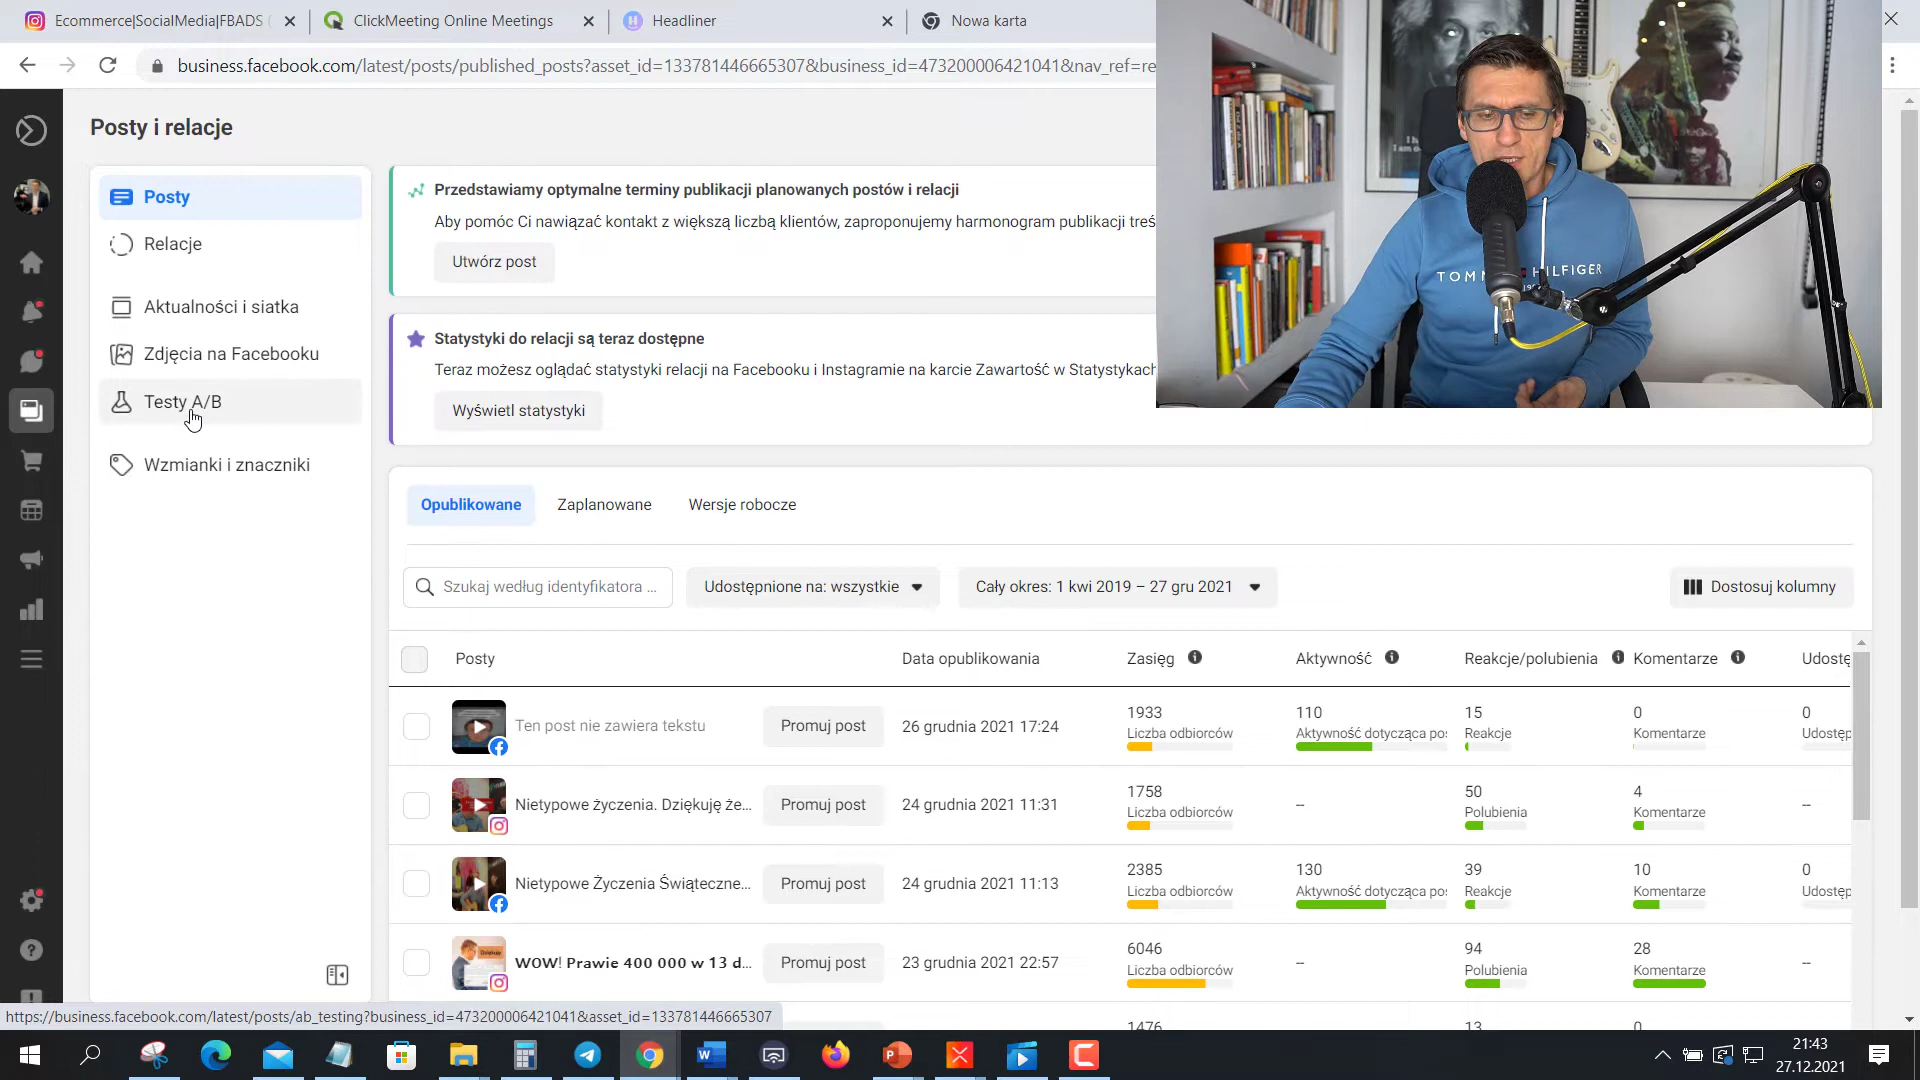 Ecommerce|SocialMedia|FBADS (
ClickMeeting Online Meetings
Headliner
Nowa karta
business.facebook.com/latest/posts/published_posts?asset_id=133781446665307&business_id=473200006421041&nav_ref=re
Posty i relacje
Posty
Relacje
Aktualności i siatka
Zdjęcia na Facebooku
Testy A/B
Wzmianki i znaczniki
Przedstawiamy optymalne terminy publikacji planowanych postów i relacji
Aby pomóc Ci nawiązać kontakt z większą liczbą klientów, zaproponujemy harmonogram publikacji treś
Utwórz post
Statystyki do relacji są teraz dostępne
Teraz możesz oglądać statystyki relacji na Facebooku i Instagramie na karcie Zawartość w Statystykach
Wyświetl statystyki
TOMMY HILFIGER
Opublikowane Zaplanowane Wersje robocze
Szukaj według identyfikatora ... Udostępnione na: wszystkie Cały okres: 1 kwi 2019 – 27 gru 2021 Dostosuj kolumny
Posty Data opublikowania Zasięg Aktywność Reakcje/polubienia Komentarze Udostę
Ten post nie zawiera tekstu Promuj post 26 grudnia 2021 17:24
1933 110 15 0 0
Liczba odbiorców Aktywność dotycząca po Reakcje Komentarze Udostęp
Nietypowe życzenia. Dziękuję że... Promuj post 24 grudnia 2021 11:31
1758 -- 50 4 --
Liczba odbiorców Polubienia Komentarze
Nietypowe Życzenia Świąteczne... Promuj post 24 grudnia 2021 11:13
2385 130 39 10 0
Liczba odbiorców Aktywność dotycząca po Reakcje Komentarze Udostęp
WOW! Prawie 400 000 w 13 d... Promuj post 23 grudnia 2021 22:57
6046 -- 94 28 --
Liczba odbiorców Polubienia Komentarze
1476 13 0
https://business.facebook.com/latest/posts/ab_testing?business_id=473200006421041&asset_id=133781446665307
21:43
27.12.2021